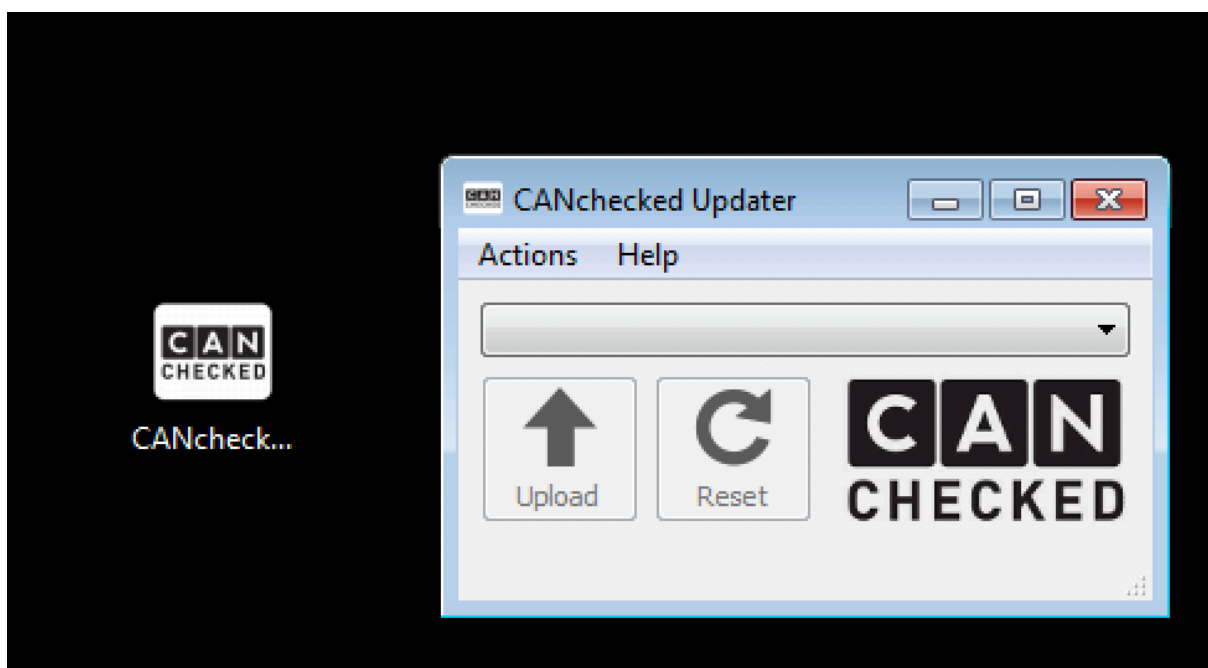 CANchecked Updater
Actions Help
CAN
CHECKED
CANcheck...
Upload
Reset
CAN
CHECKED